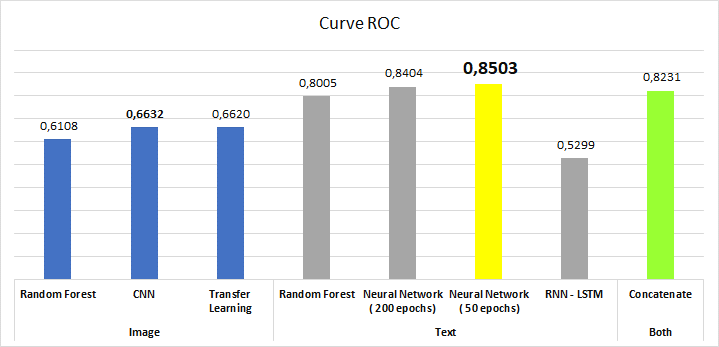 Curve ROC
0,6108
0,6632
0,6620
0,8005
0,8404
0,8503
0,5299
0,8231
Random Forest
CNN
Transfer
Learning
Random Forest
Neural Network
( 200 epochs)
Neural Network
( 50 epochs)
RNN - LSTM
Concatenate
Image
Text
Both